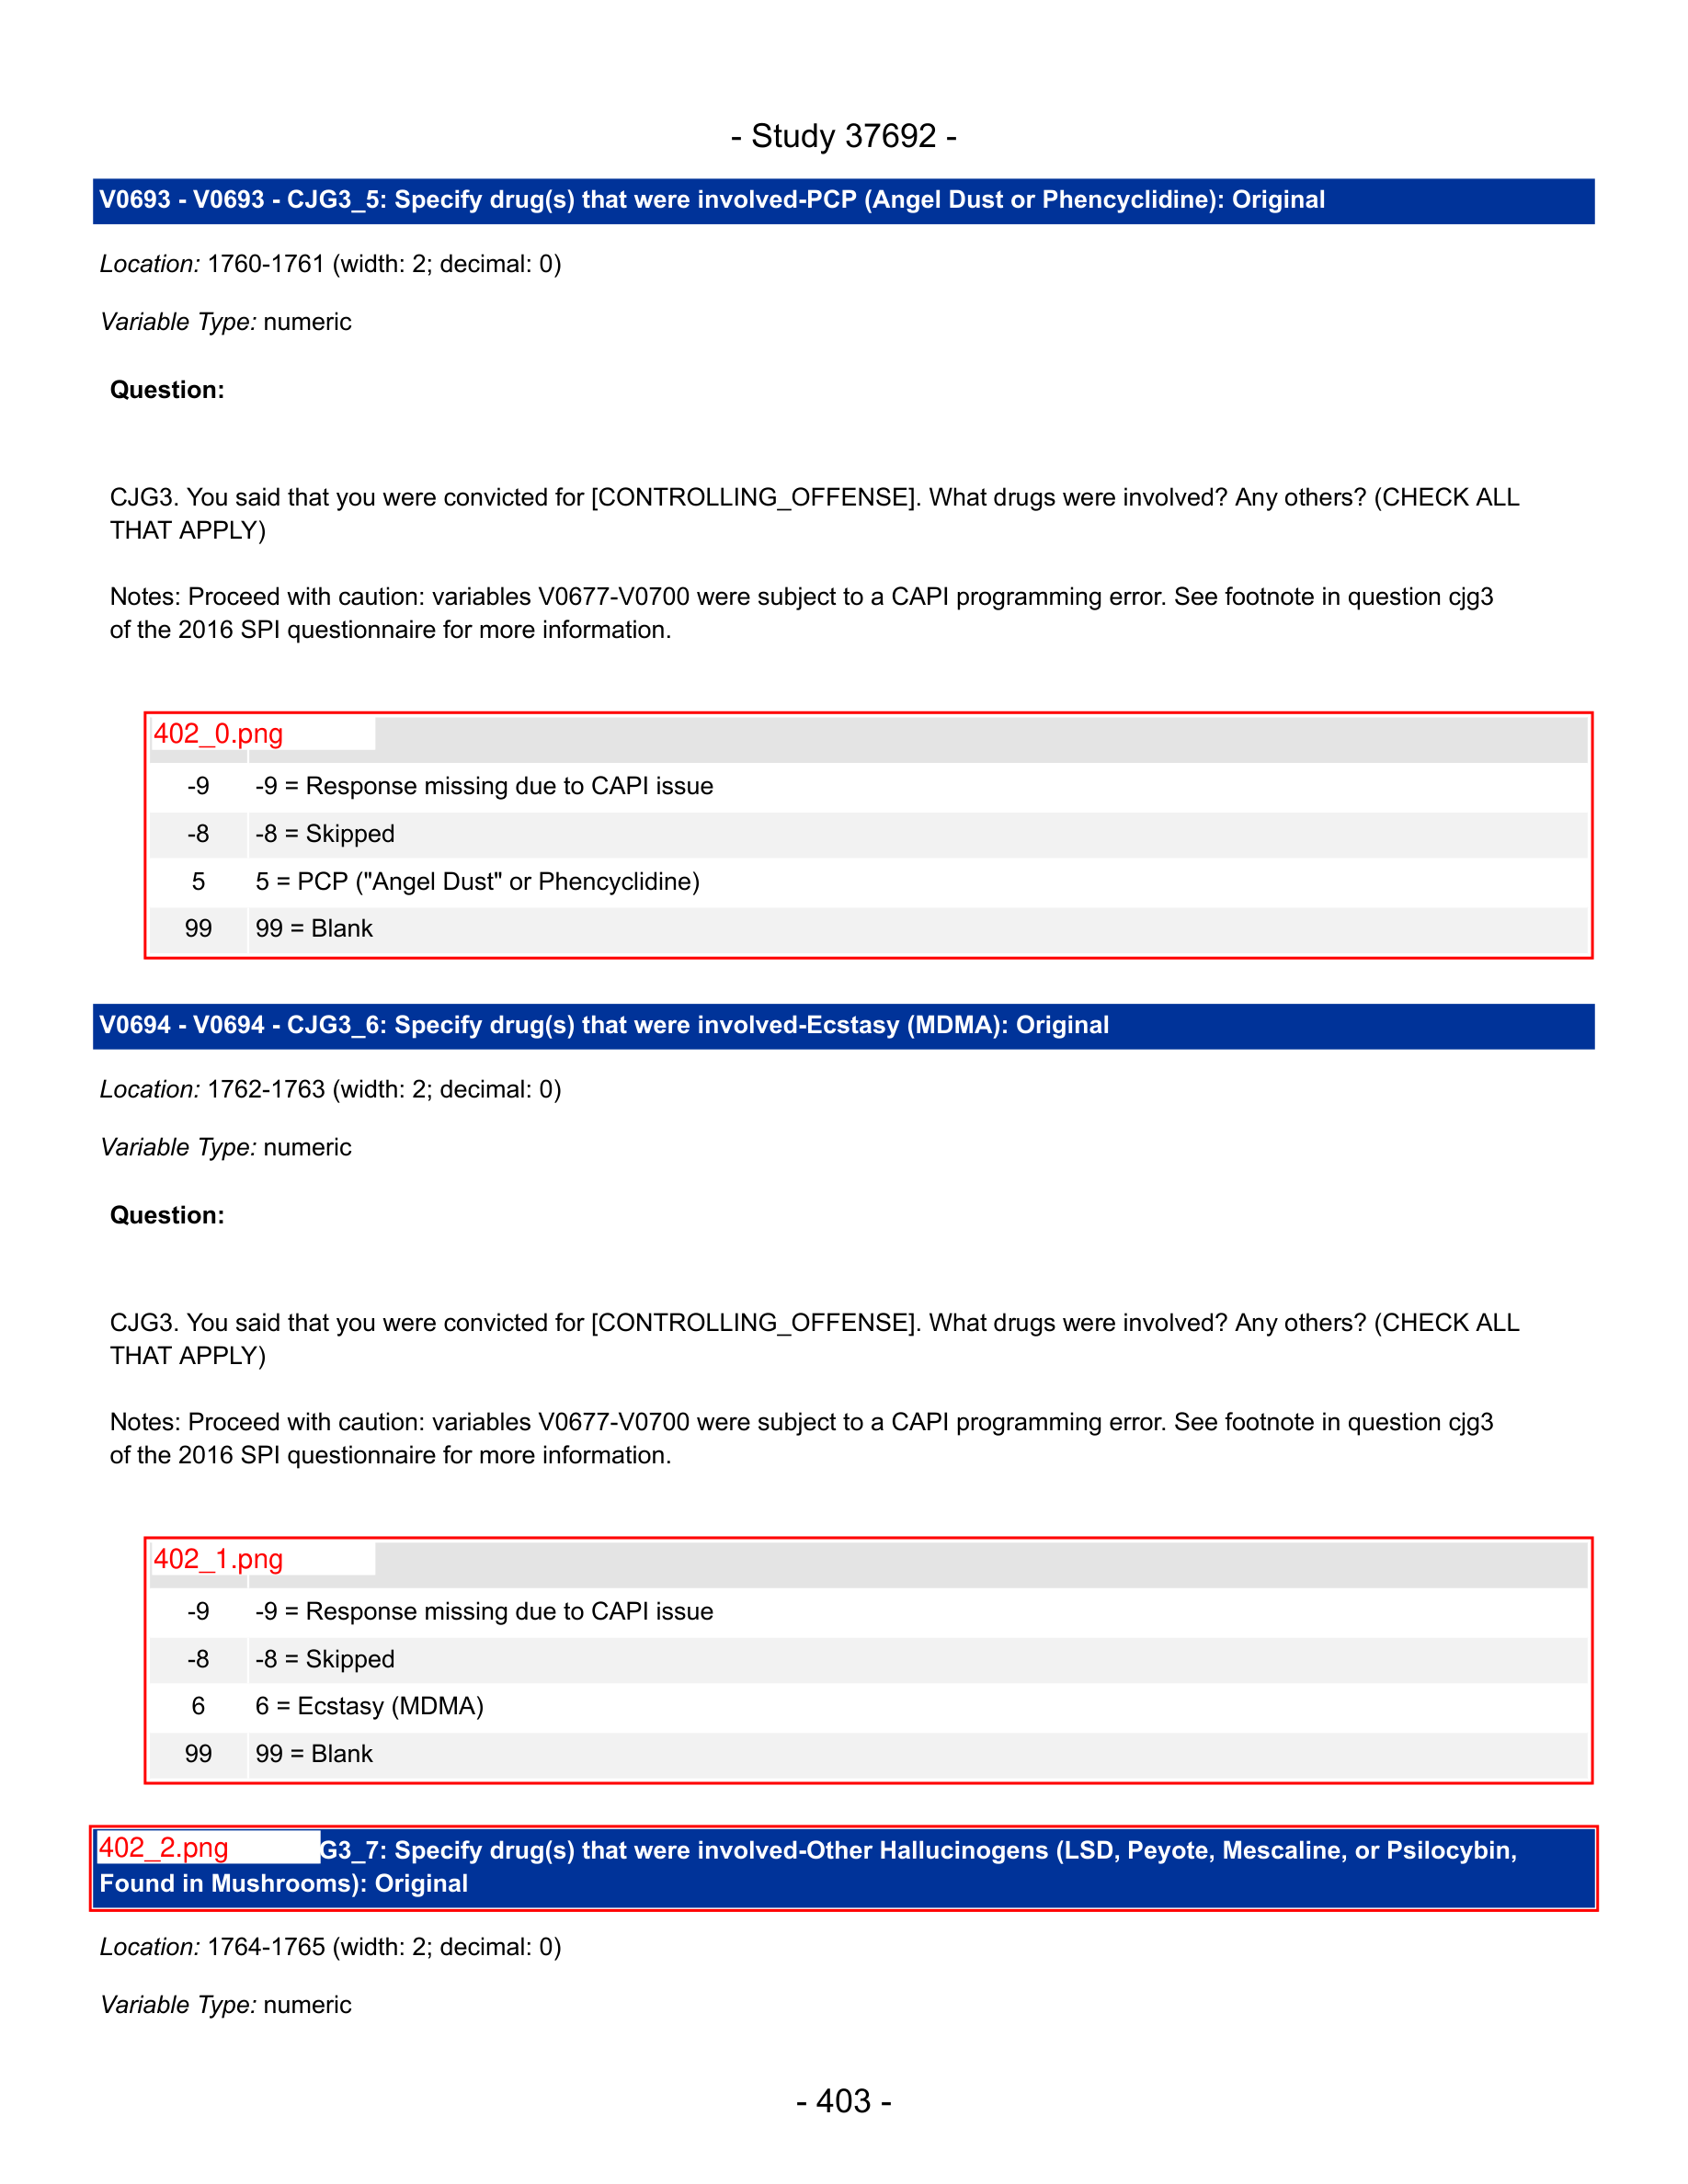 - Study 37692 -
V0693 - V0693 - CJG3_5: Specify drug(s) that were involved-PCP (Angel Dust or Phencyclidine): Original
Location: 1760-1761 (width: 2; decimal: 0)
Variable Type: numeric
Question:
CJG3. You said that you were convicted for [CONTROLLING_OFFENSE]. What drugs were involved? Any others? (CHECK ALL
THAT APPLY)
Notes: Proceed with caution: variables V0677-V0700 were subject to a CAPI programming error. See footnote in question cjg3
of the 2016 SPI questionnaire for more information.
402_0.png
-9 -9 = Response missing due to CAPI issue
-8 -8 = Skipped
5 5 = PCP ("Angel Dust" or Phencyclidine)
99 99 = Blank
V0694 - V0694 - CJG3_6: Specify drug(s) that were involved-Ecstasy (MDMA): Original
Location: 1762-1763 (width: 2; decimal: 0)
Variable Type: numeric
Question:
CJG3. You said that you were convicted for [CONTROLLING_OFFENSE]. What drugs were involved? Any others? (CHECK ALL
THAT APPLY)
Notes: Proceed with caution: variables V0677-V0700 were subject to a CAPI programming error. See footnote in question cjg3
of the 2016 SPI questionnaire for more information.
402_1.png
-9 -9 = Response missing due to CAPI issue
-8 -8 = Skipped
6 6 = Ecstasy (MDMA)
99 99 = Blank
402_2.png G3_7: Specify drug(s) that were involved-Other Hallucinogens (LSD, Peyote, Mescaline, or Psilocybin,
Found in Mushrooms): Original
Location: 1764-1765 (width: 2; decimal: 0)
Variable Type: numeric
- 403 -